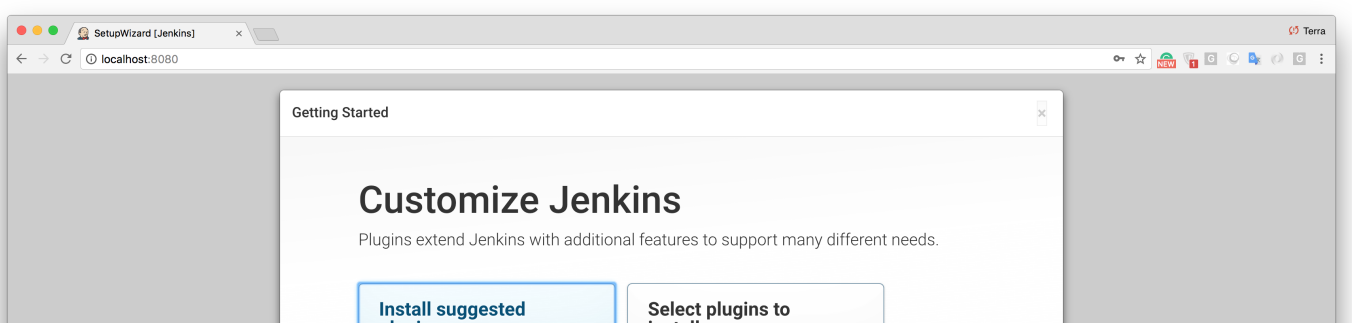 SetupWizard [Jenkins]
Terra
localhost:8080
NEW
1
G
G
Getting Started
Customize Jenkins
Plugins extend Jenkins with additional features to support many different needs.
Install suggested
Select plugins to